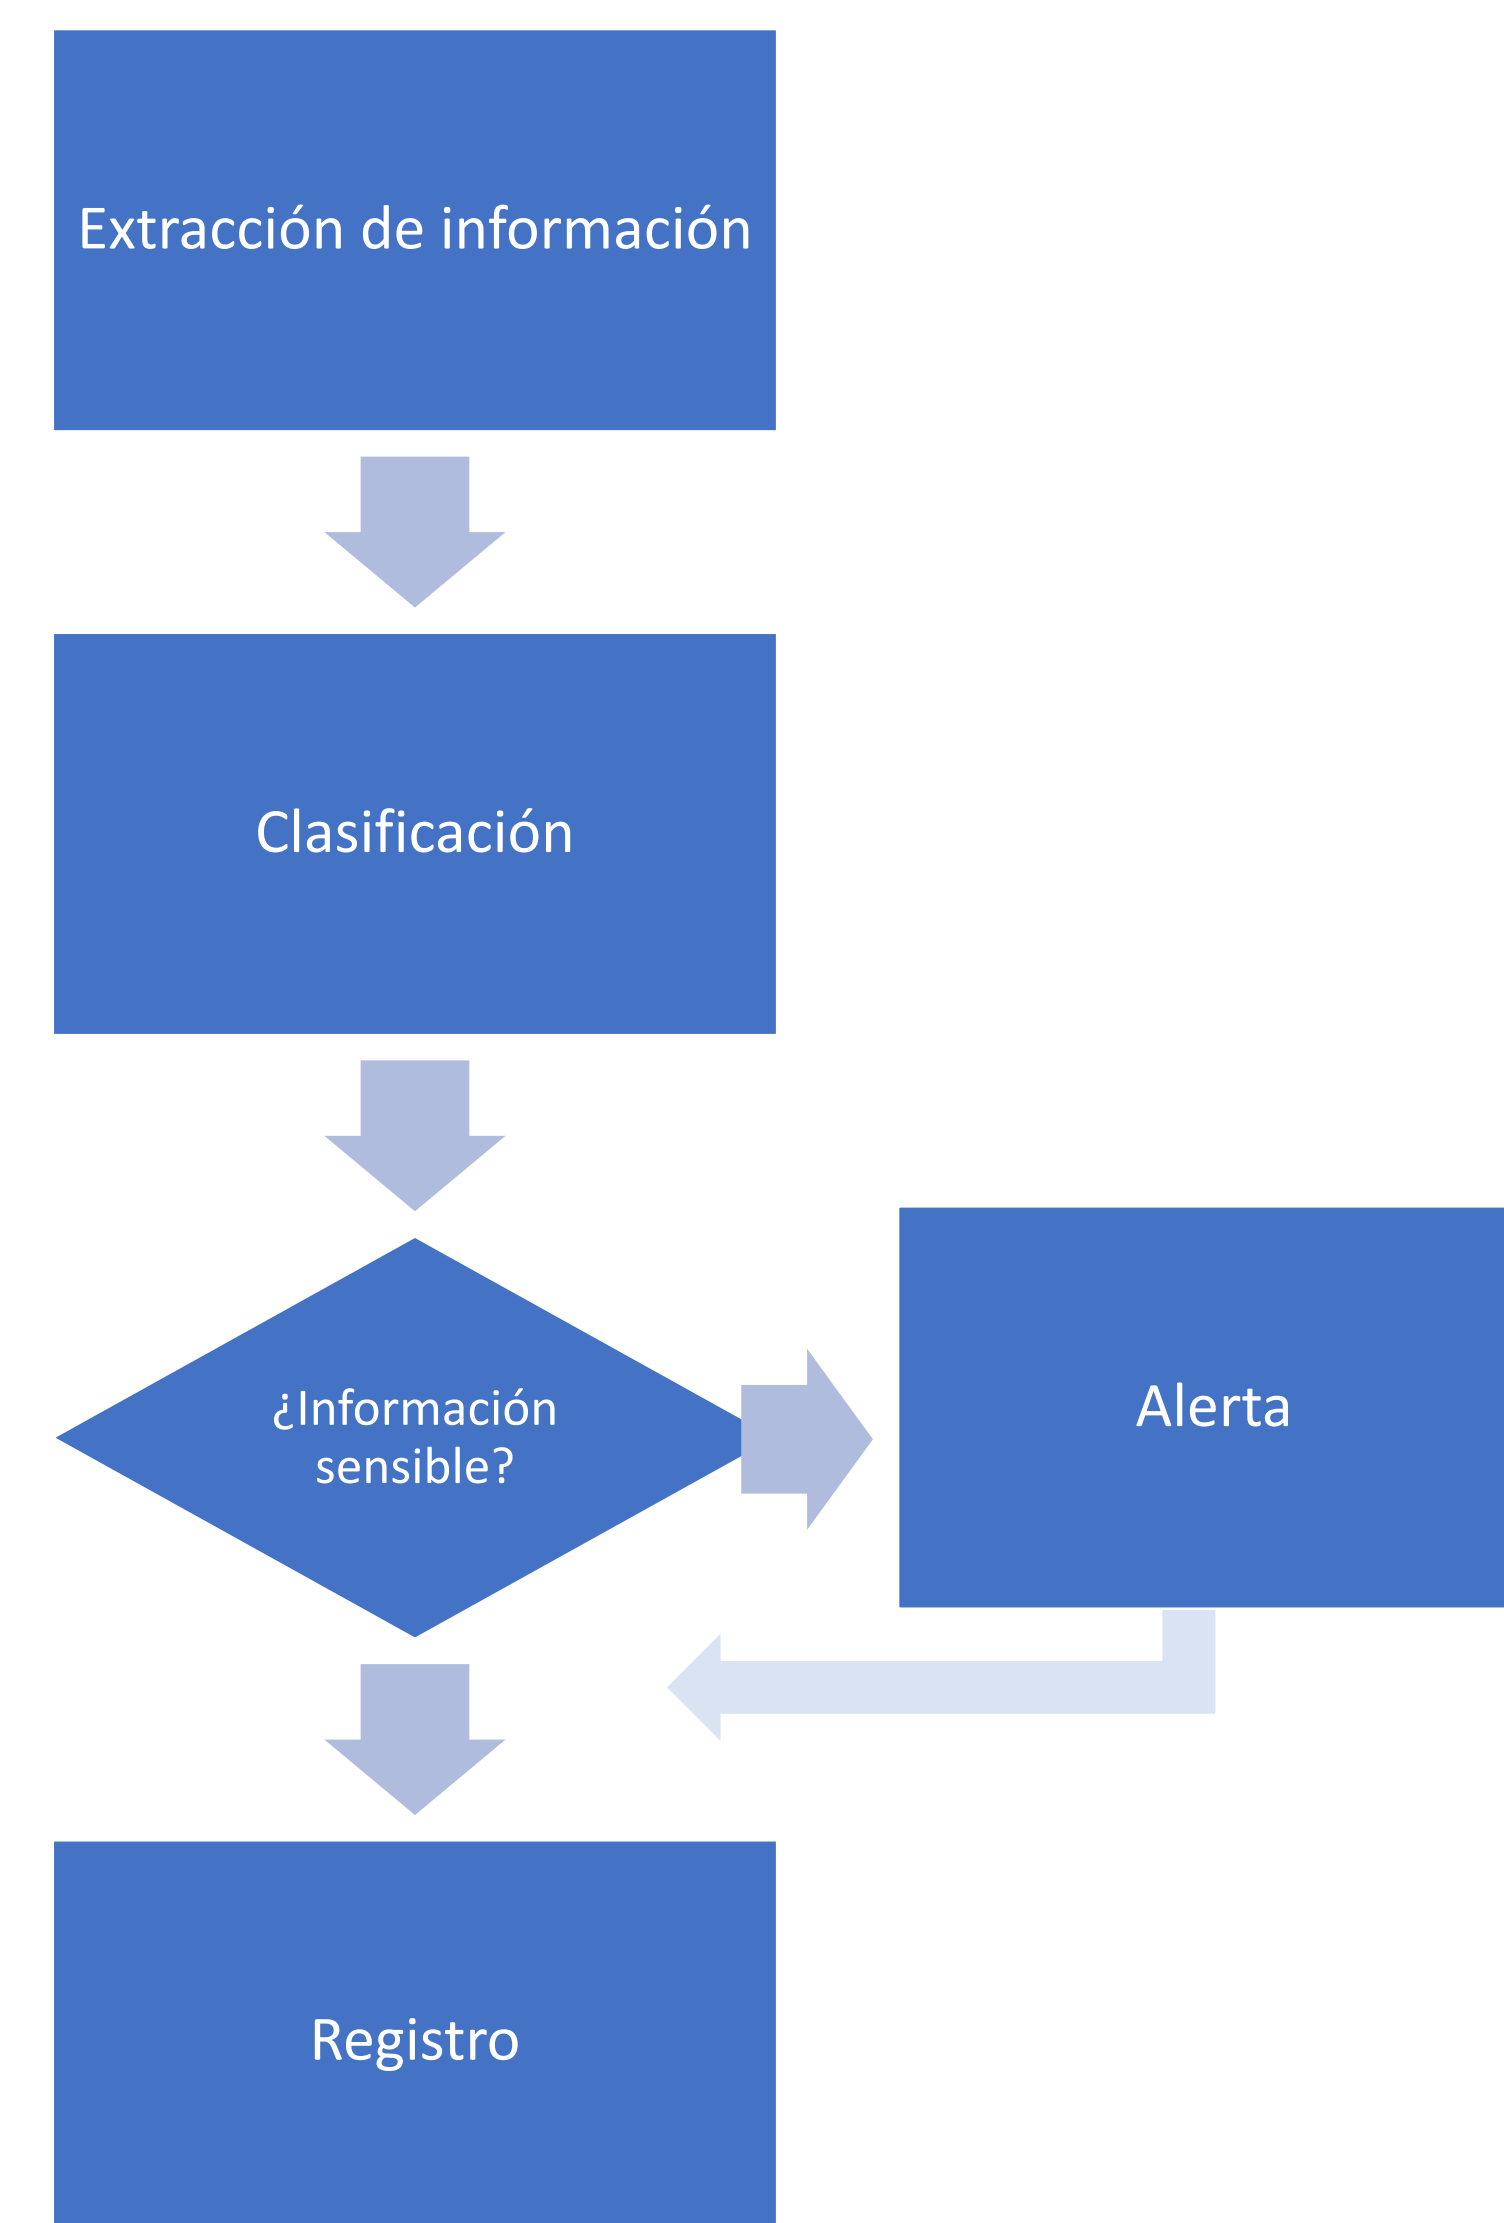 Extracción de información
Clasificación
¿Información
sensible?
Alerta
Registro